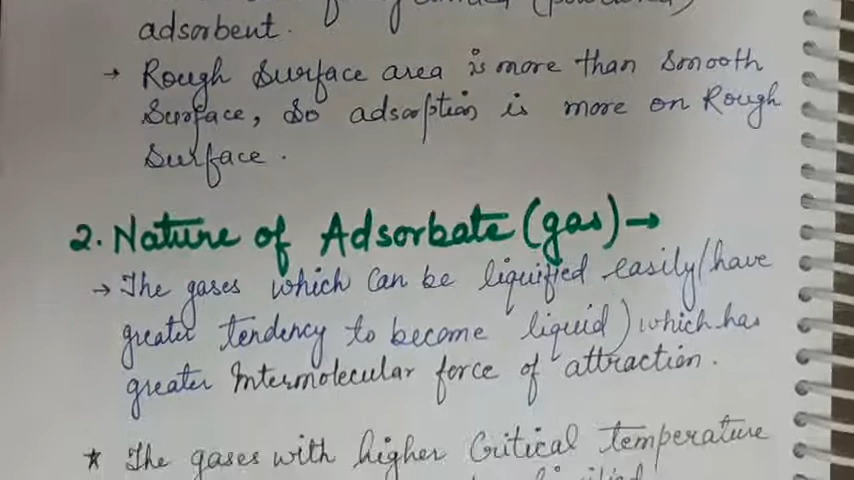 adsorbent.
→ Rough Surface area is more than Smooth
Surface, So adsorption is more on Rough
Surface.
2. Nature of Adsorbate (gas) →
→ The gases which can be liquified easily (have
greater tendency to become liquid) which has
greater Intermolecular force of attraction.
* The gases with higher Critical temperature